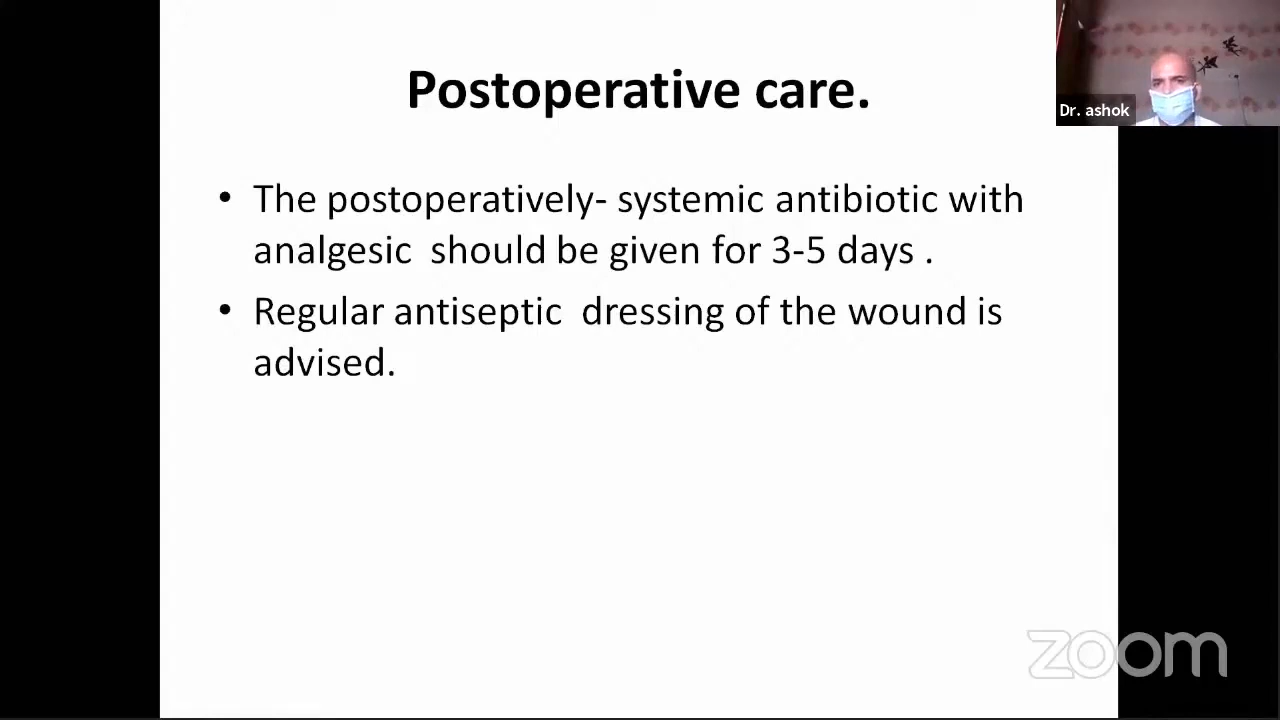 Postoperative care.
Dr. ashok
• The postoperatively- systemic antibiotic with
analgesic  should be given for 3-5 days .
• Regular antiseptic  dressing of the wound is
advised.
zoom